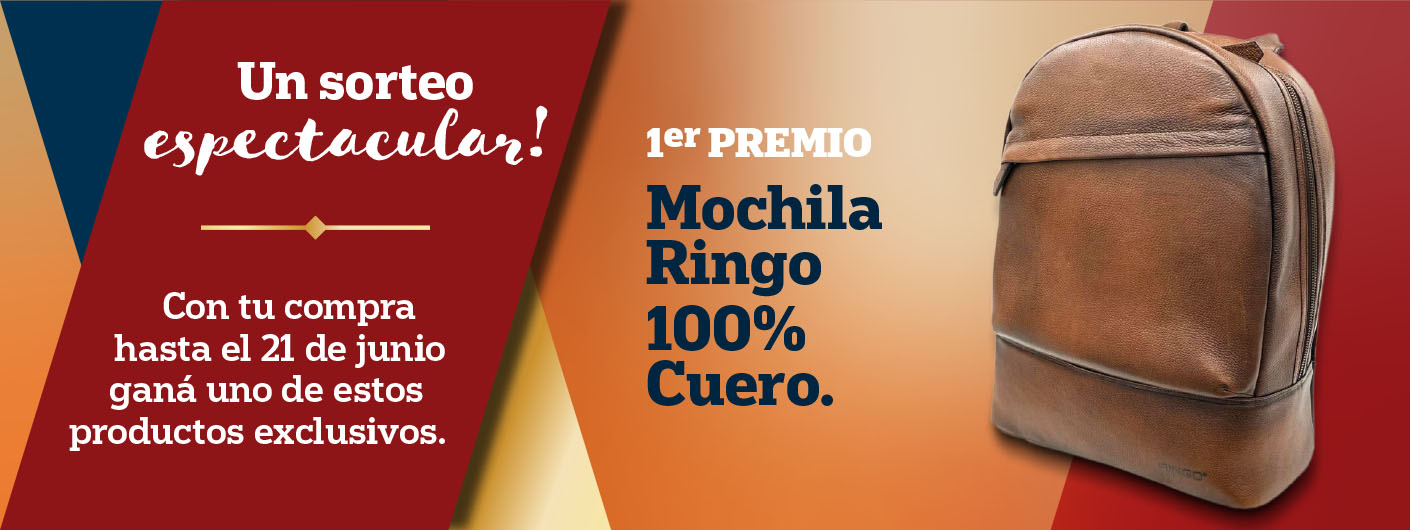 Un sorteo
espectacular!
Con tu compra
hasta el 21 de junio
ganá uno de estos
productos exclusivos.
1er PREMIO
Mochila
Ringo
100%
Cuero.
RINGO